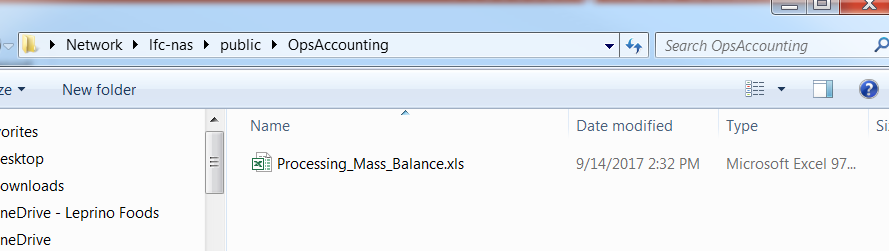 Network lfc-nas public OpsAccounting Search OpsAccounting
ze New folder
vorites
esktop
ownloads
neDrive - Leprino Foods
neDrive
Name Date modified Type Si
Processing_Mass_Balance.xls 9/14/2017 2:32 PM Microsoft Excel 97...